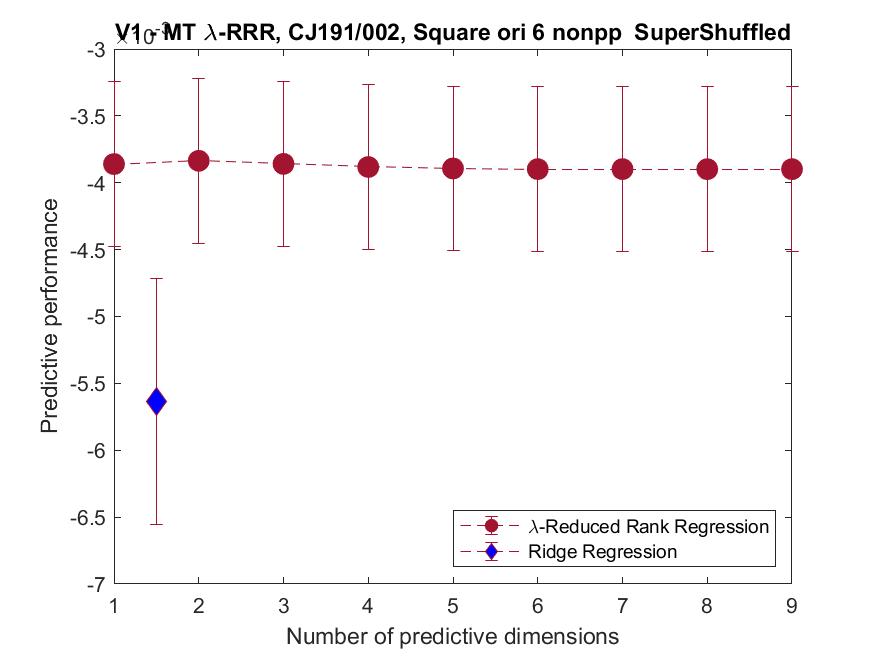 V1 - MT λ-RRR, CJ191/002, Square ori 6 nonpp  SuperShuffled
×10⁻³
-3
-3.5
-4
-4.5
-5
-5.5
-6
-6.5
-7
Predictive performance
λ-Reduced Rank Regression
Ridge Regression
1 2 3 4 5 6 7 8 9
Number of predictive dimensions